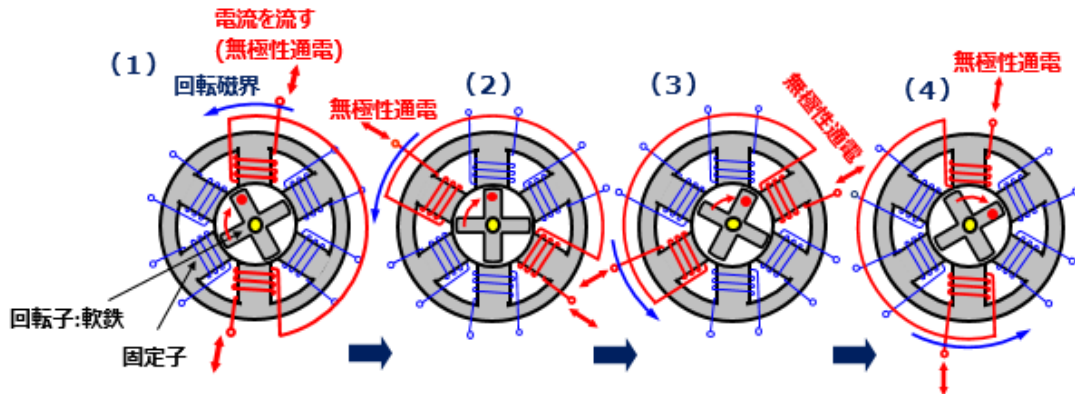 電流を流す
(無極性通電)
(1)
回転磁界
無極性通電
(2)
(3)
無極性通電
無極性通電
(4)
回転子:軟鉄
固定子